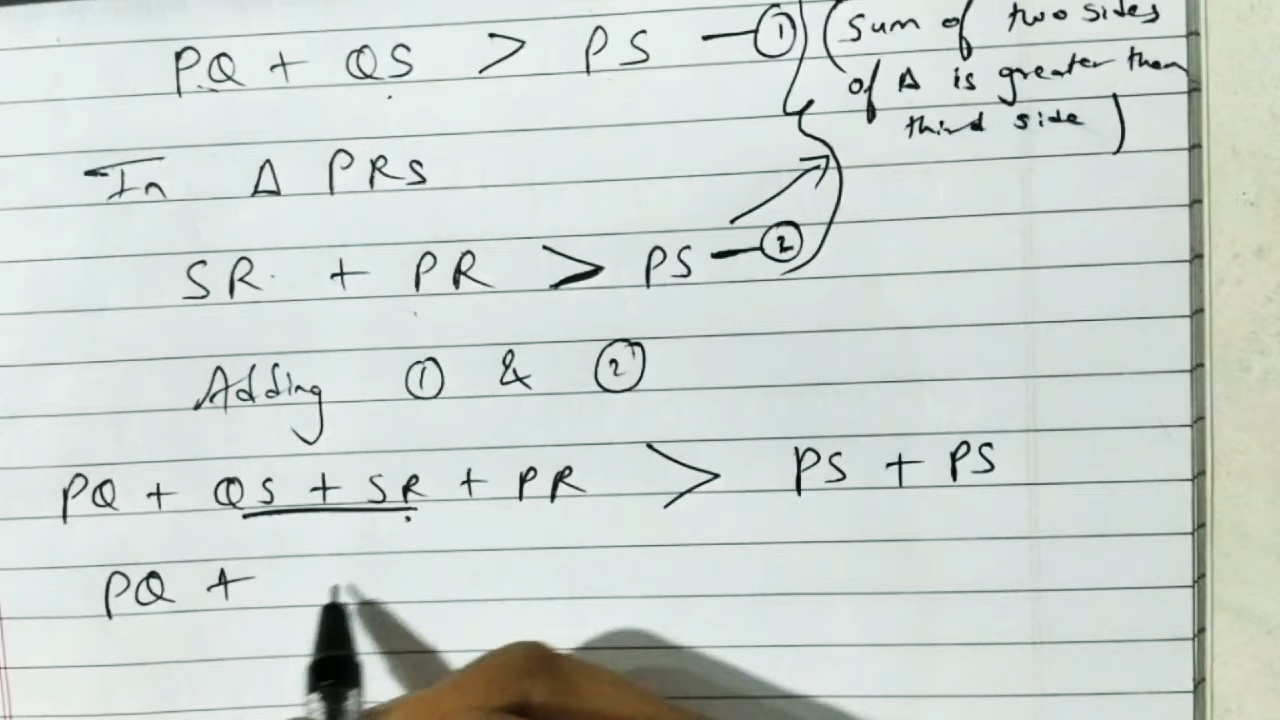 PQ + QS > PS — ① (Sum of two sides
of Δ is greater than
third side)
In Δ PRS
SR + PR > PS — ②
Adding ① & ②
PQ + QS + SR + PR > PS + PS
PQ +